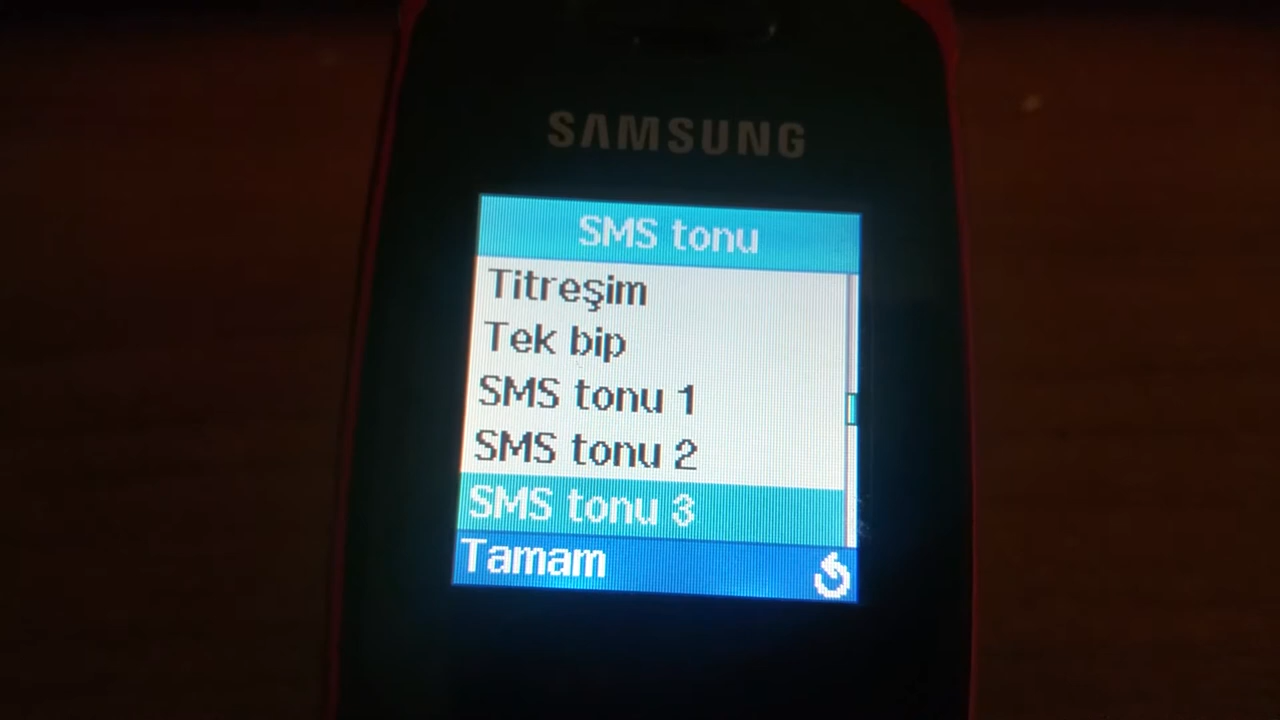 SAMSUNG
SMS tonu
Titreşim
Tek bip
SMS tonu 1
SMS tonu 2
SMS tonu 3
Tamam